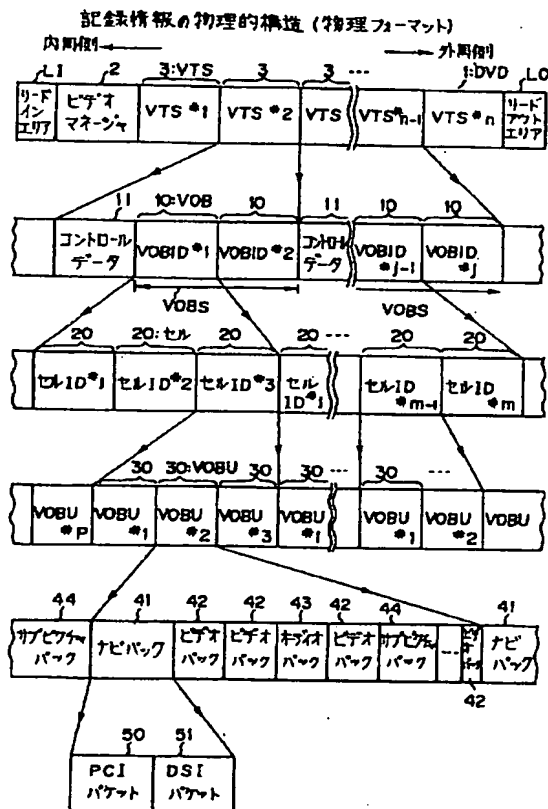 記録情報の物理的構造（物理フォーマット）
内周側 外周側
LI 2 3:VTS 3 3 --- 1:DVD LO
リードインエリア ビデオマネージャ VTS #1 VTS #2 VTS VTS#n-1 VTS #n リードアウトエリア
11 10:VOB 10 11 10 10
コントロールデータ VOBID #1 VOBID #2 コントロールデータ VOBID #j-1 VOBID #j
VOBS VOBS
20 20:セル 20 20 --- 20 20
セルID#1 セルID#2 セルID#3 セルID#1 セルID #m-1 セルID #m
30 30:VOBU 30 30 --- 30 ---
VOBU #P VOBU #1 VOBU #2 VOBU #3 VOBU #1 VOBU #1 VOBU #2 VOBU
44 41 42 42 43 42 44 41
サブピクチャパック ナビパック ビデオパック ビデオパック オーディオパック ビデオパック サブピクチャパック --- ビデオパック ナビパック
42
50 51
PCIパケット DSIパケット